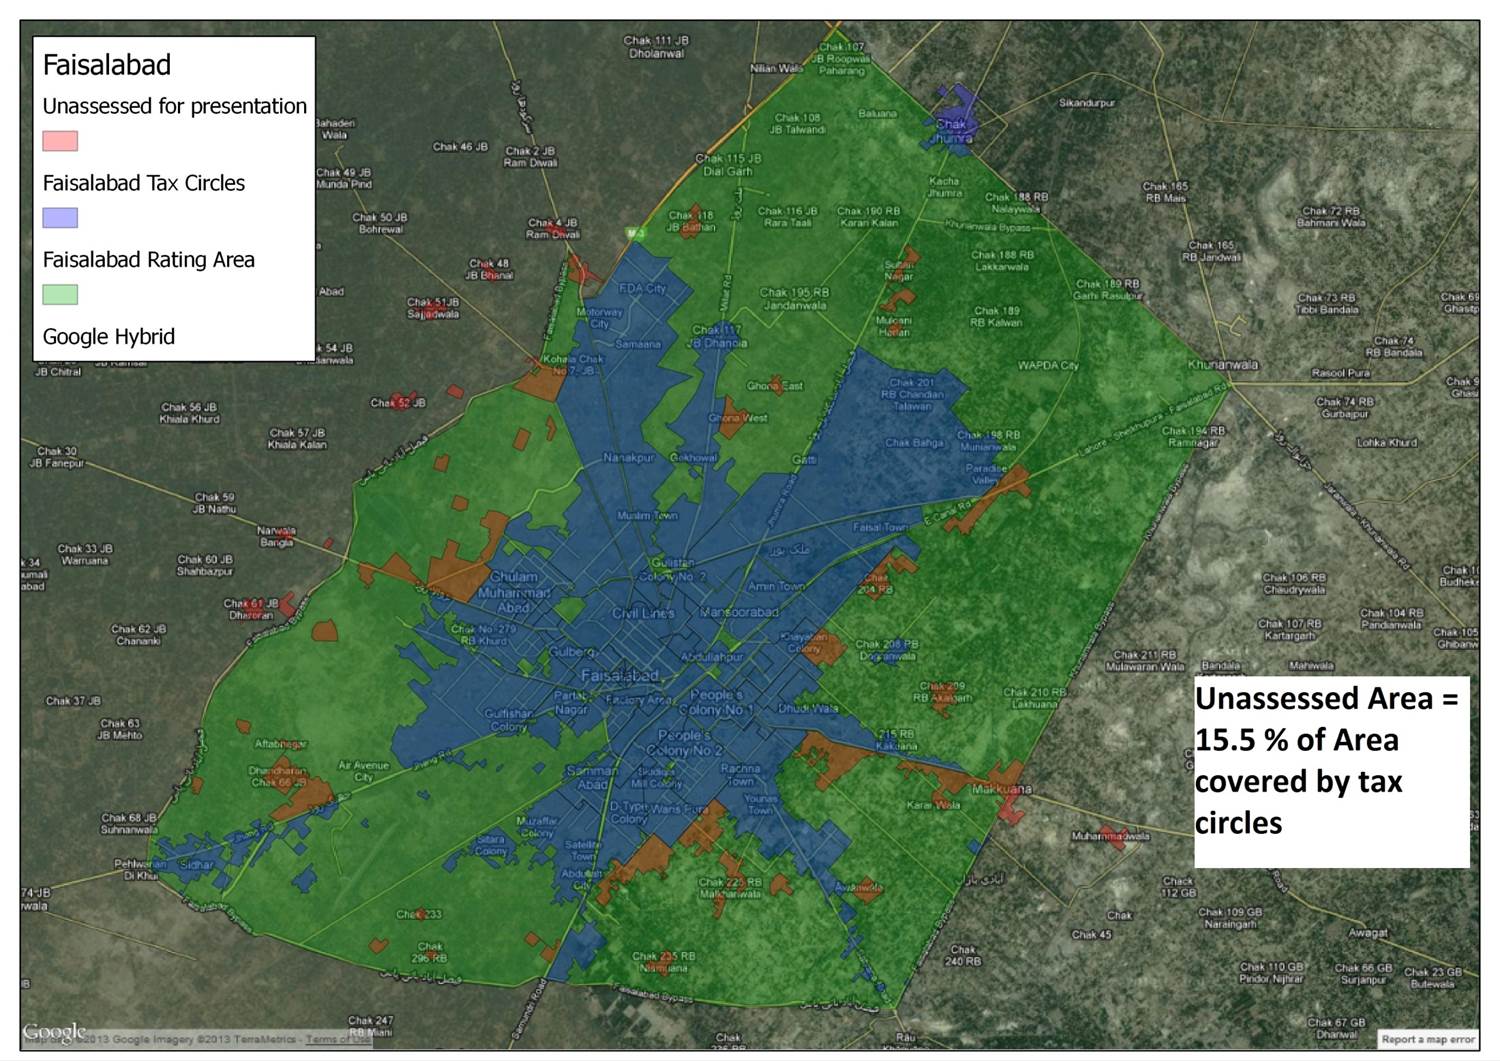 Faisalabad
Unassessed for presentation
Faisalabad Tax Circles
Faisalabad Rating Area
Google Hybrid
Chak 111 JB
Dholanwal
Nilian Wala
Chak 107
JB Roopwali
Paharang
Sikandurpur
Bahaderi
Wala
Chak 46 JB
Chak 2 JB
Ram Diwali
Chak 108
JB Talwandi
Baluana
Chak
Jhumra
Chak 49 JB
Munda Pind
Chak 115 JB
Dial Garh
Kacha
Jhumra
Chak 165
RB Mais
Chak 50 JB
Bohrewal
Chak 4 JB
Ram Diwali
M-3
Chak 118
JB Bathan
Chak 116 JB
Rara Taali
Chak 190 RB
Karari Kalan
Chak 188 RB
Nalaywala
Khurianwala Bypass
Chak 72 RB
Bahmani Wala
Chak 165
RB Jandwali
Chak 48
JB Bhanal
Sultan
Nagar
Chak 188 RB
Lakkarwala
Abad
Chak 51JB
Sajjadwala
FDA City
Motorway
City
Millat Rd
Chak 195 RB
Jandanwala
Chak 189 RB
Garhi Rasulpur
Chak 73 RB
Tibbi Bandala
Chak 69
Chak 189
RB Kalwan
54 JB
JB Chitral
Samaana
Chak 117
JB Dhanola
Chak 74
RB Bandala
Kohala Chak
No 7, JB
Khurianwala
WAPDA City
Rasool Pura
Chak 52 JB
Ghona East
Ghona West
Chak 201
RB Chandian
Talawan
Chak 56 JB
Khiala Khurd
Chak 74 RB
Gurbajpur
Chak 57 JB
Khiala Kalan
Chak Bahga
Chak 198 RB
Munianwala
Lahore - Sheikhupura - Faisalabad Rd
Chak 194 RB
Ramnagar
Lohka Khurd
Chak 30
JB Fanepur
Nanakpur
Gokhowal
Gatti
Paradise
Valley
Chak 59
JB Nathu
Muslim Town
Jhumra Road
Faisal Town
E Canal Rd
Khurianwala Bypass
Jaranwala - Khurianwala Rd
Narwala
Bangla
ملک پور
Chak 33 JB
Warruana
Chak 60 JB
Shahbazpur
Gulistan
Colony No. 2
Amin Town
Chak
204 RB
Chak 106 RB
Chaudrywala
Ghulam
Muhammad
Abad
Civil Lines
Mansoorabad
Chak 61 JB
Dharoran
Faisalabad Bypass
Chak 104 RB
Pandianwala
Chak 62 JB
Chananki
Chak No-279
RB Khurd
Khayaban
Colony
Chak 208 RB
Chak 107 RB
Kartargarh
Chak 105
Gulberg
Abdullahpur
Chak 211 RB
Mulawaran Wala
Bandala
Mahiwala
Faisalabad
Chak 37 JB
Partab
Nagar
Factory Area
People's
Colony No 1
Chak 209
RB Akalgarh
Chak 210 RB
Lakhuana
Gulfishan
Colony
Dhudi Wala
Chak 63
JB Mehto
People's
Colony No 2
215 RB
Kakuana
Aftabnagar
Air Avenue
City
Jhang Rd
Dhandharan
Chak 66 JB
Samman
Abad
Mill Colony
Rachna
Town
Younas
Town
Karari Wala
Makkuana
Unassessed Area =
15.5 % of Area
covered by tax
circles
Chak 68 JB
Suhnanwala
Muzaffar
Colony
D-Type
Colony
Waris Pura
Muhammadwala
Sitara
Colony
Satellite
Town
Pehlwan
Di Khui
Sidhar
Abdullah
City
Chak 225 RB
Malkhanwala
Awanwala
Chack
112 GB
74 JB
Chak 233
Chak
Chak 45
Chak 109 GB
Naraingarh
Awagat
Chak
296 RB
Chak 235 RB
Nismuana
Chak
240 RB
Chak 110 GB
Pindor Nijhrar
Chak 66 GB
Surjanpur
Chak 23 GB
Butewala
Samundri Road
Faisalabad Bypass
Chak 247
RB Miani
Chak 67 GB
Dhariwal
Google
©2013 Google Imagery ©2013 TerraMetrics - Terms of Use
Report a map error